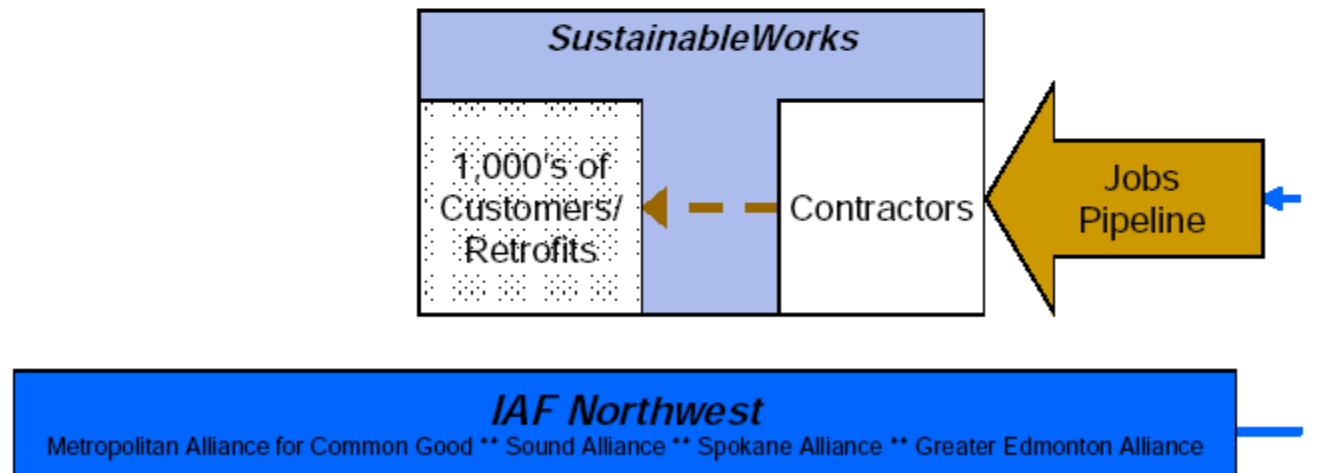 SustainableWorks
1,000's of
Customers/
Retrofits
Contractors
Jobs
Pipeline
IAF Northwest
Metropolitan Alliance for Common Good ** Sound Alliance ** Spokane Alliance ** Greater Edmonton Alliance